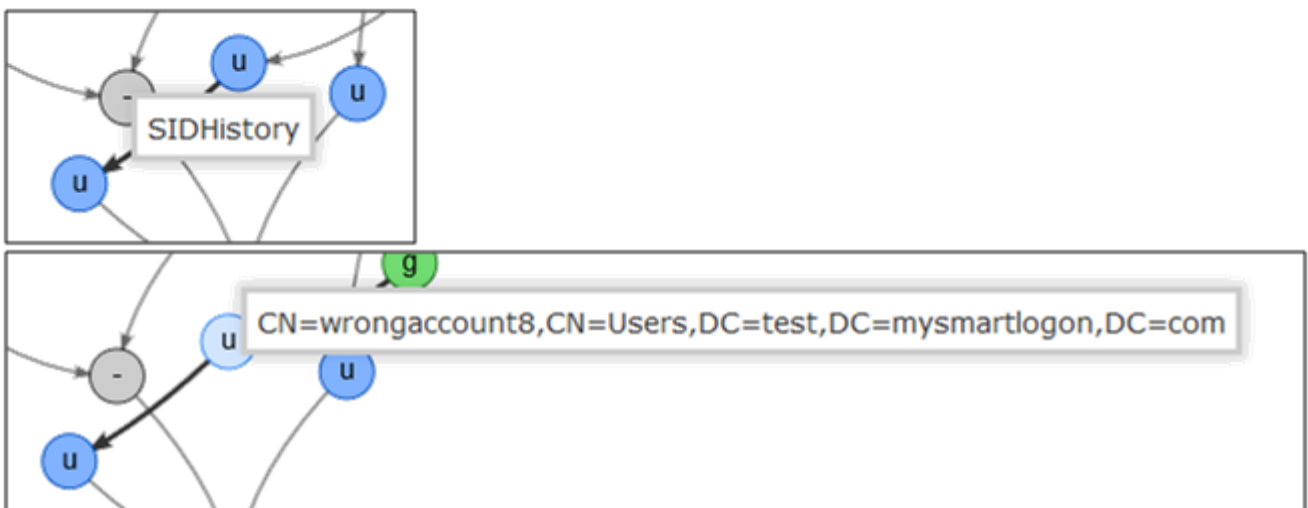 u
u
-
SIDHistory
u
g
CN=wrongaccount8,CN=Users,DC=test,DC=mysmartlogon,DC=com
u
-
u
u